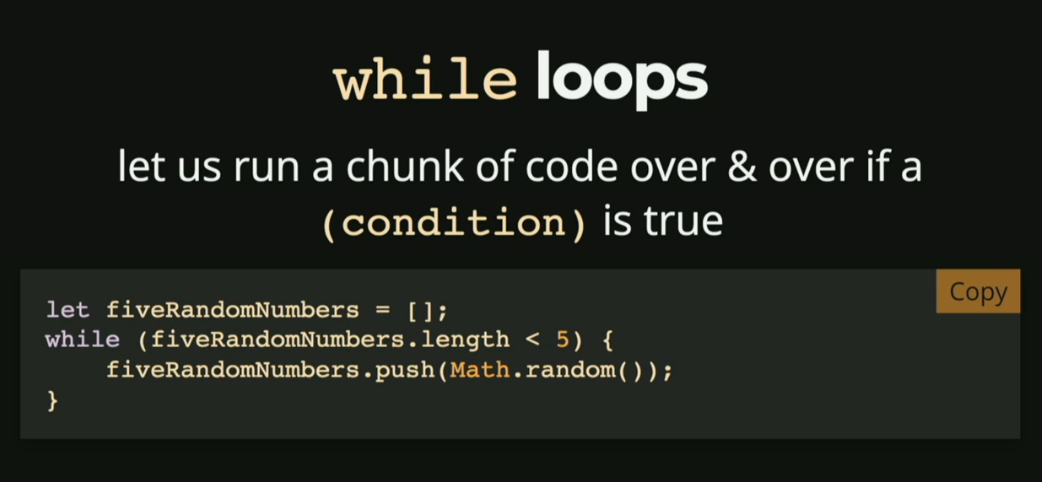 while loops
let us run a chunk of code over & over if a
(condition) is true
Copy
let fiveRandomNumbers = [];
while (fiveRandomNumbers.length < 5) {
    fiveRandomNumbers.push(Math.random());
}